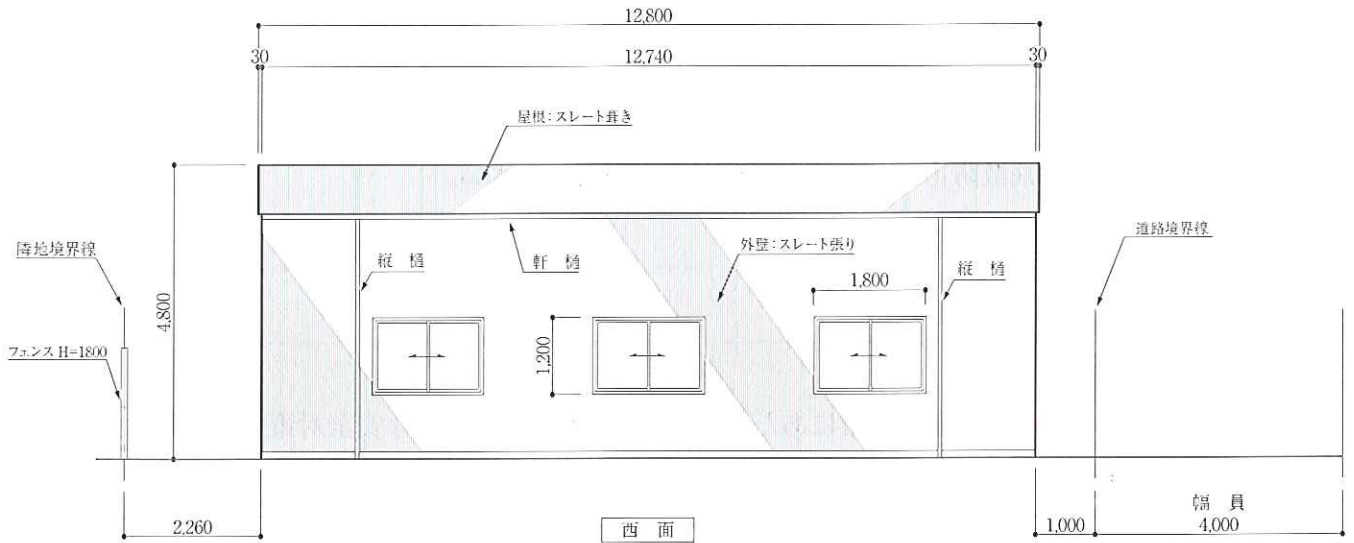 12,800
30
12,740
30
屋根：スレート葺き
隣地境界線
4,800
縦 樋
軒 樋
外壁：スレート張り
1,800
縦 樋
道路境界線
フェンス H=1800
1,200
2,260
西 面
1,000
幅 員
4,000